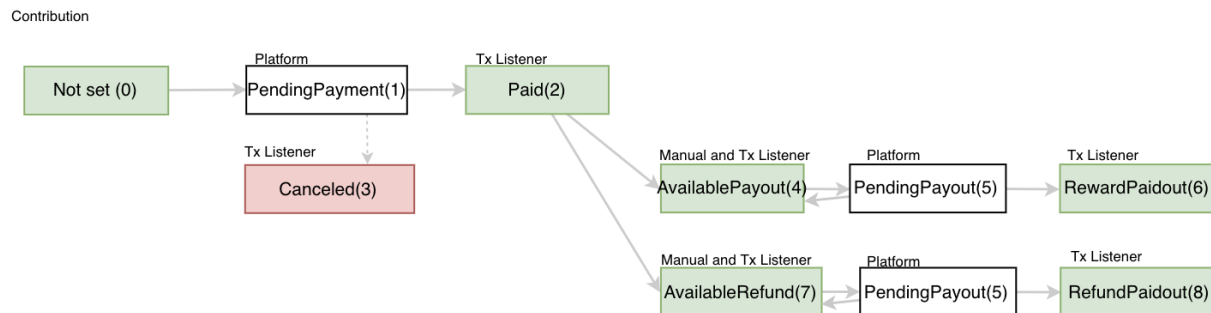 Contribution
Platform
Tx Listener
Not set (0)
PendingPayment(1)
Paid(2)
Tx Listener
Canceled(3)
Manual and Tx Listener
Platform
Tx Listener
AvailablePayout(4)
PendingPayout(5)
RewardPaidout(6)
Manual and Tx Listener
Platform
Tx Listener
AvailableRefund(7)
PendingPayout(5)
RefundPaidout(8)